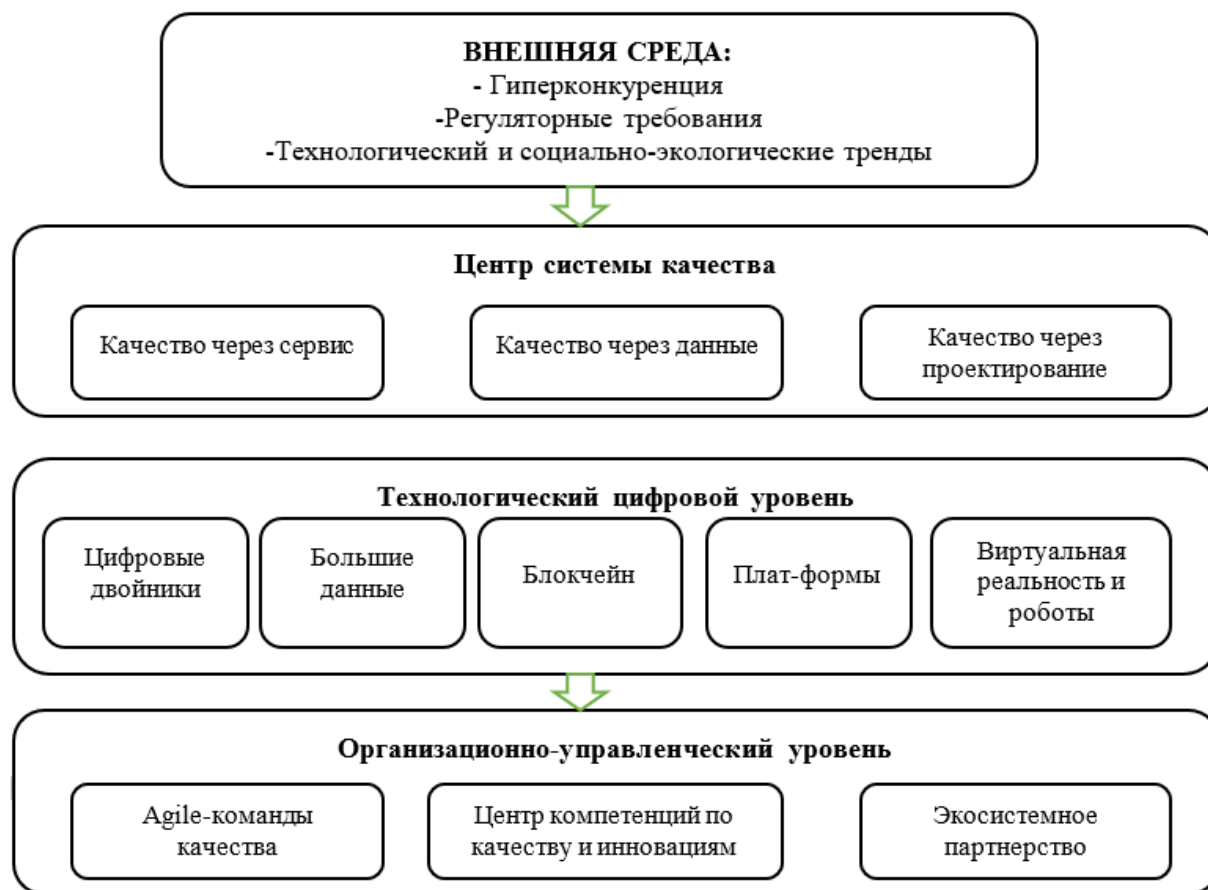 ВНЕШНЯЯ СРЕДА:
- Гиперконкуренция
-Регуляторные требования
-Технологический и социально-экологические тренды
Центр системы качества
Качество через сервис
Качество через данные
Качество через
проектирование
Технологический цифровой уровень
Цифровые
двойники
Большие
данные
Блокчейн
Плат-формы
Виртуальная
реальность и
роботы
Организационно-управленческий уровень
Agile-команды
качества
Центр компетенций по
качеству и инновациям
Экосистемное
партнерство